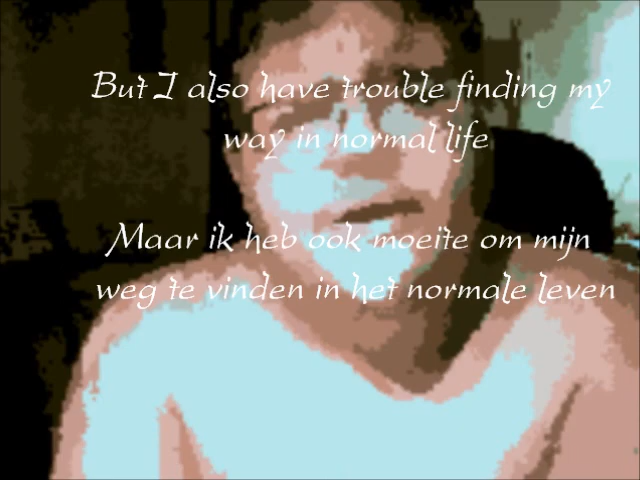 But I also have trouble finding my
way in normal life
Maar ik heb ook moeite om mijn
weg te vinden in het normale leven